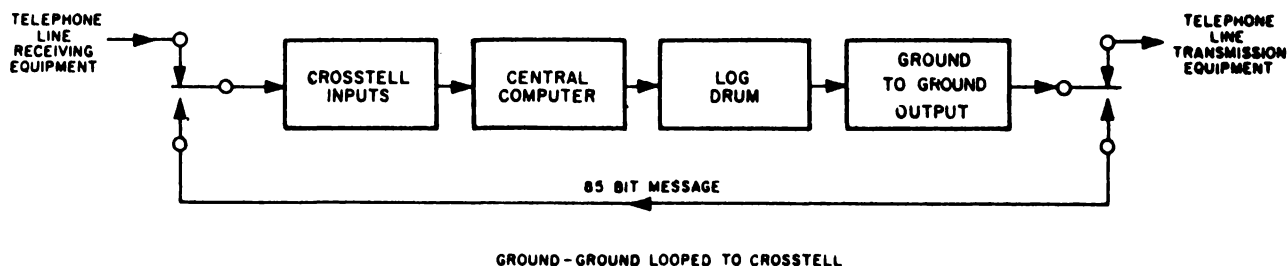 TELEPHONE
LINE
RECEIVING
EQUIPMENT
CROSSTELL
INPUTS
CENTRAL
COMPUTER
LOG
DRUM
GROUND
TO GROUND
OUTPUT
TELEPHONE
LINE
TRANSMISSION
EQUIPMENT
85 BIT MESSAGE
GROUND-GROUND LOOPED TO CROSSTELL